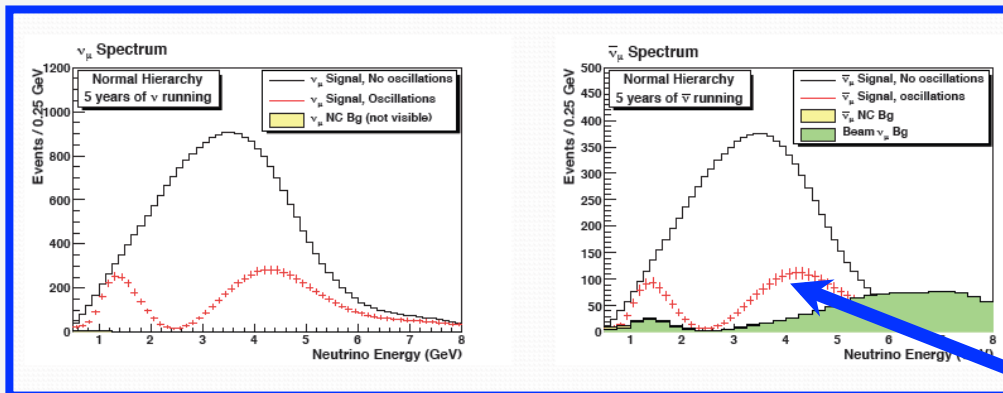 νμ Spectrum
Events / 0.25 GeV
1200
1000
800
600
400
200
0
Normal Hierarchy
5 years of ν running
νμ Signal, No oscillations
νμ Signal, Oscillations
νμ NC Bg (not visible)
1 2 3 4 5 6 7 8
Neutrino Energy (GeV)
ν̅μ Spectrum
Events / 0.25 GeV
500
450
400
350
300
250
200
150
100
50
0
Normal Hierarchy
5 years of ν̅ running
ν̅μ Signal, No oscillations
ν̅μ Signal, oscillations
ν̅μ NC Bg
Beam νμ Bg
1 2 3 4 5 6 8
Neutrino Energy (GeV)